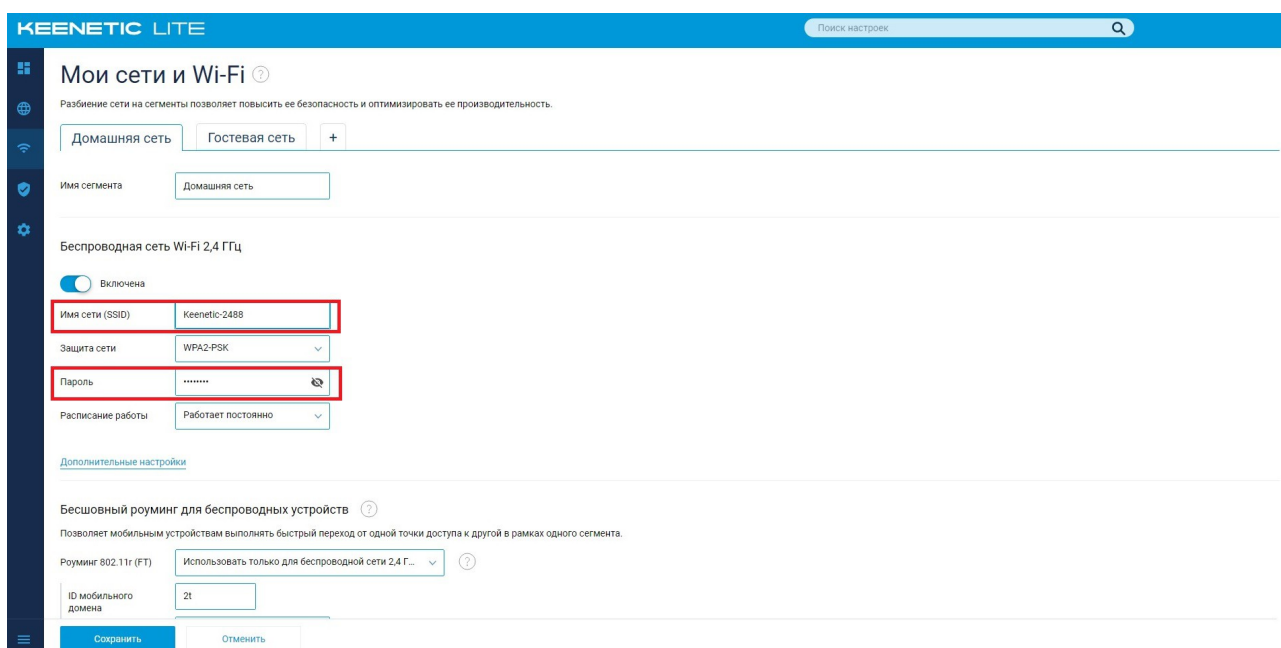 KEENETIC LITE
Поиск настроек
Мои сети и Wi-Fi ?
Разбиение сети на сегменты позволяет повысить ее безопасность и оптимизировать ее производительность.
Домашняя сеть Гостевая сеть +
Имя сегмента Домашняя сеть
Беспроводная сеть Wi-Fi 2,4 ГГц
Включена
Имя сети (SSID) Keenetic-2488
Защита сети WPA2-PSK
Пароль ••••••••
Расписание работы Работает постоянно
Дополнительные настройки
Бесшовный роуминг для беспроводных устройств ?
Позволяет мобильным устройствам выполнять быстрый переход от одной точки доступа к другой в рамках одного сегмента.
Роуминг 802.11r (FT) Использовать только для беспроводной сети 2,4 Г... ?
ID мобильного 2t
домена
Сохранить Отменить